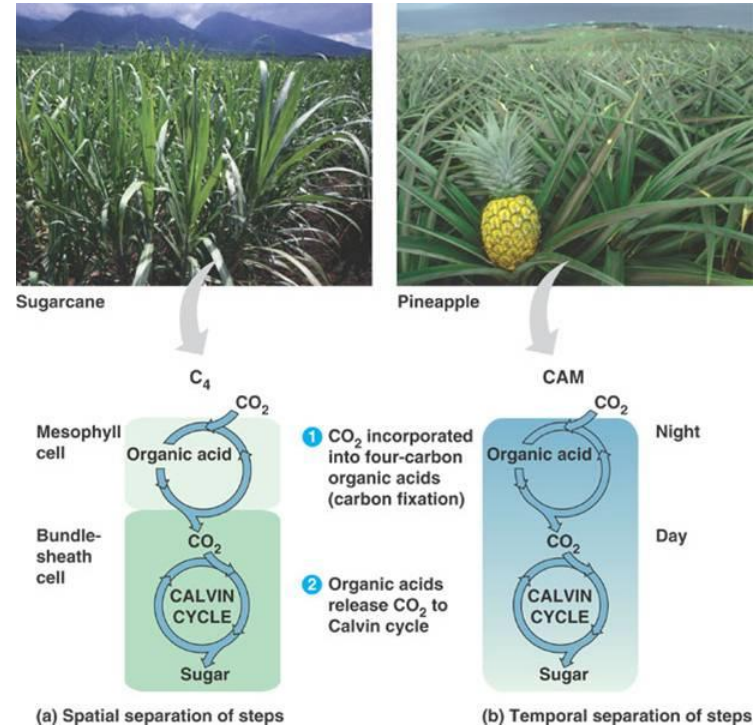 Sugarcane
Pineapple
C₄
CAM
CO₂
CO₂
Mesophyll
cell
Organic acid
1 CO₂ incorporated
into four-carbon
organic acids
(carbon fixation)
Organic acid
Night
Bundle-
sheath
cell
CO₂
CO₂
Day
CALVIN
CYCLE
2 Organic acids
release CO₂ to
Calvin cycle
CALVIN
CYCLE
Sugar
Sugar
(a) Spatial separation of steps
(b) Temporal separation of steps